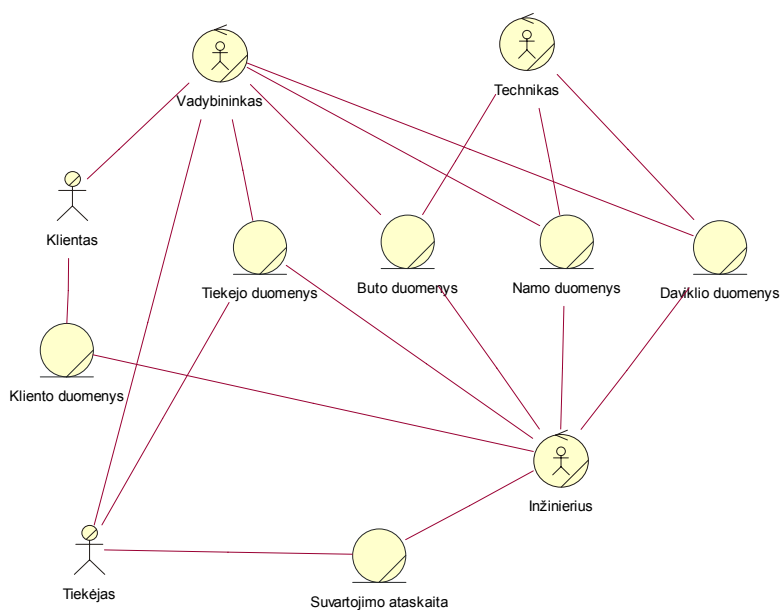 Vadybininkas
Technikas
Klientas
Tiekejo duomenys
Buto duomenys
Namo duomenys
Daviklio duomenys
Kliento duomenys
Inžinierius
Tiekėjas
Suvartojimo ataskaita